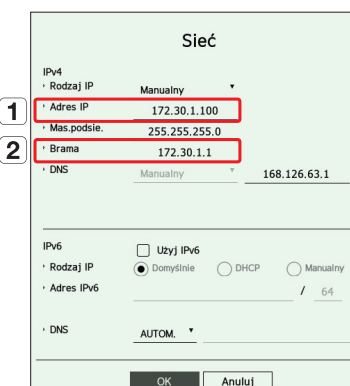 Sieć
IPv4
Rodzaj IP Manualny
1 Adres IP 172.30.1.100
Mas.podsie. 255.255.255.0
2 Brama 172.30.1.1
DNS Manualny 168.126.63.1
IPv6 Użyj IPv6
Rodzaj IP Domyślnie DHCP Manualny
Adres IPv6 / 64
DNS AUTOM.
OK Anuluj